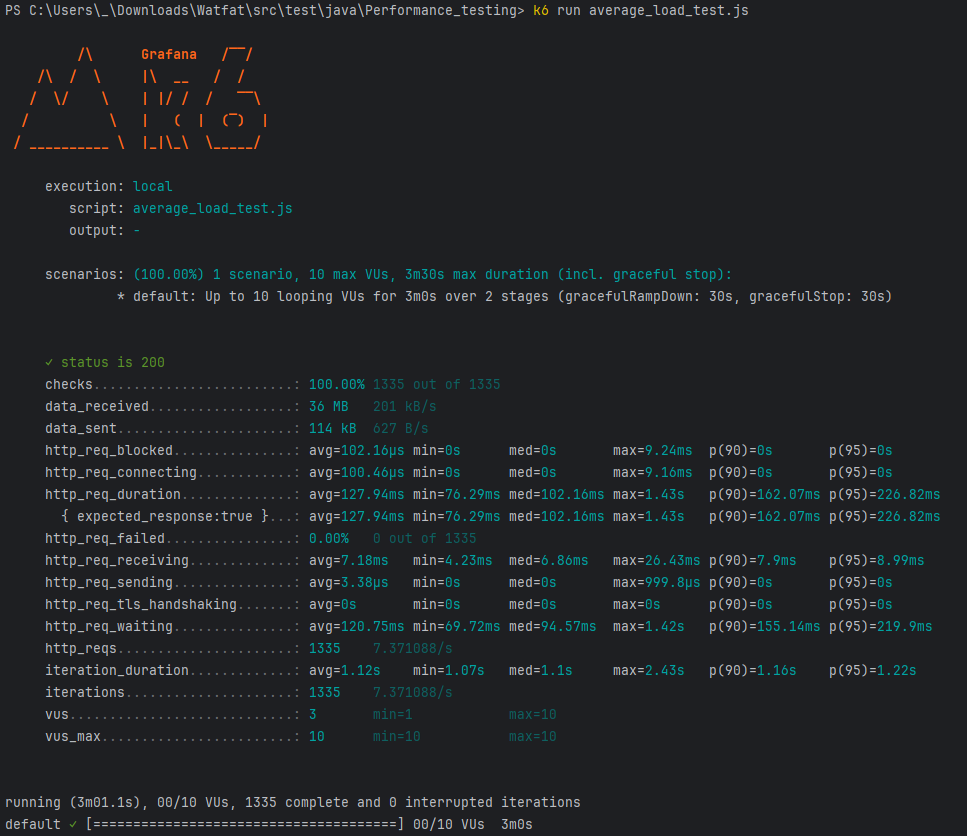 PS C:\Users\_\Downloads\Watfat\src\test\java\Performance_testing> k6 run average_load_test.js
         /\      Grafana   /‾‾/
    /\  /  \     |\  __   /  /
   /  \/    \    | |/ /  /   ‾‾\
  /          \   |   (  |  (‾)  |
 / __________ \  |_|\_\  \_____/
     execution: local
        script: average_load_test.js
        output: -
     scenarios: (100.00%) 1 scenario, 10 max VUs, 3m30s max duration (incl. graceful stop):
              * default: Up to 10 looping VUs for 3m0s over 2 stages (gracefulRampDown: 30s, gracefulStop: 30s)
     ✓ status is 200
     checks.........................: 100.00% 1335 out of 1335
     data_received..................: 36 MB   201 kB/s
     data_sent......................: 114 kB  627 B/s
     http_req_blocked...............: avg=102.16µs min=0s      med=0s       max=9.24ms  p(90)=0s       p(95)=0s
     http_req_connecting............: avg=100.46µs min=0s      med=0s       max=9.16ms  p(90)=0s       p(95)=0s
     http_req_duration..............: avg=127.94ms min=76.29ms med=102.16ms max=1.43s   p(90)=162.07ms p(95)=226.82ms
       { expected_response:true }...: avg=127.94ms min=76.29ms med=102.16ms max=1.43s   p(90)=162.07ms p(95)=226.82ms
     http_req_failed................: 0.00%   0 out of 1335
     http_req_receiving.............: avg=7.18ms   min=4.23ms  med=6.86ms   max=26.43ms p(90)=7.9ms    p(95)=8.99ms
     http_req_sending...............: avg=3.38µs   min=0s      med=0s       max=999.8µs p(90)=0s       p(95)=0s
     http_req_tls_handshaking.......: avg=0s       min=0s      med=0s       max=0s      p(90)=0s       p(95)=0s
     http_req_waiting...............: avg=120.75ms min=69.72ms med=94.57ms  max=1.42s   p(90)=155.14ms p(95)=219.9ms
     http_reqs......................: 1335    7.371088/s
     iteration_duration.............: avg=1.12s    min=1.07s   med=1.1s     max=2.43s   p(90)=1.16s    p(95)=1.22s
     iterations.....................: 1335    7.371088/s
     vus............................: 3       min=1            max=10
     vus_max........................: 10      min=10           max=10
running (3m01.1s), 00/10 VUs, 1335 complete and 0 interrupted iterations
default ✓ [======================================] 00/10 VUs  3m0s